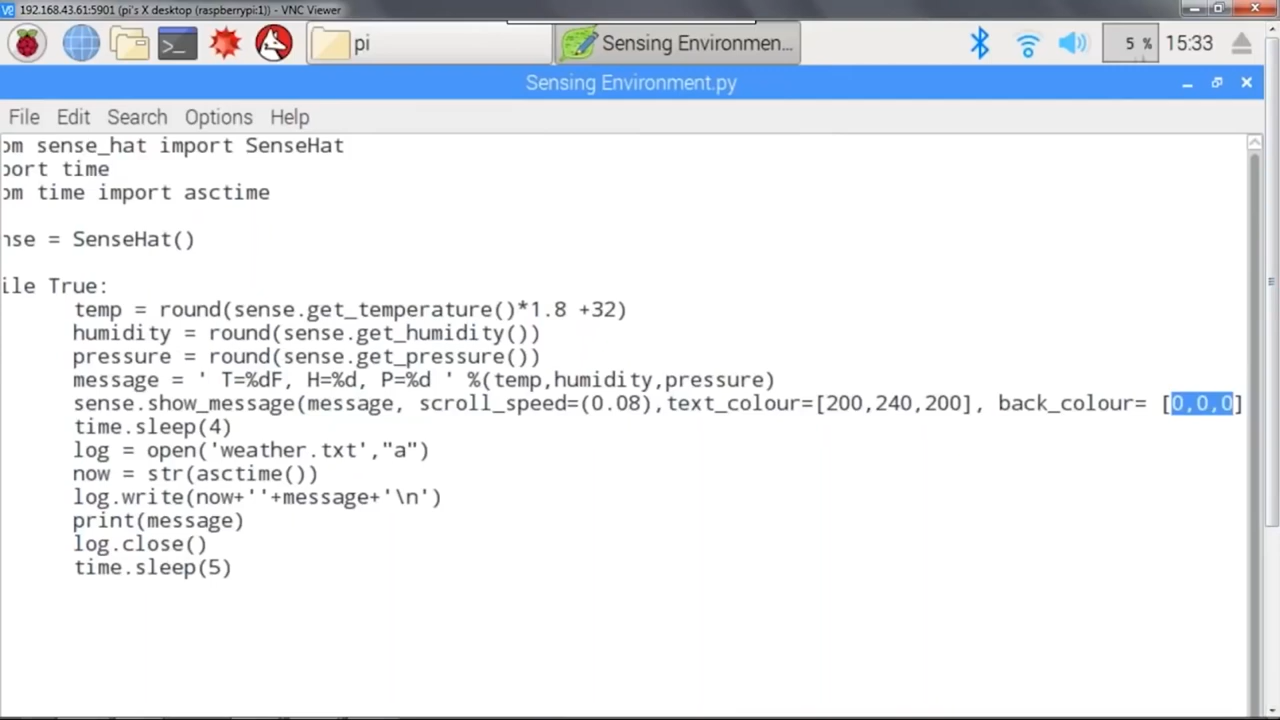 192.168.43.61:5901 (pi's X desktop (raspberrypi:1)) - VNC Viewer
pi
Sensing Environmen...
5 %
15:33
Sensing Environment.py
File Edit Search Options Help
om sense_hat import SenseHat
port time
om time import asctime
nse = SenseHat()
ile True:
temp = round(sense.get_temperature()*1.8 +32)
humidity = round(sense.get_humidity())
pressure = round(sense.get_pressure())
message = ' T=%dF, H=%d, P=%d ' %(temp,humidity,pressure)
sense.show_message(message, scroll_speed=(0.08),text_colour=[200,240,200], back_colour= [0,0,0]
time.sleep(4)
log = open('weather.txt',"a")
now = str(asctime())
log.write(now+''+message+'\n')
print(message)
log.close()
time.sleep(5)